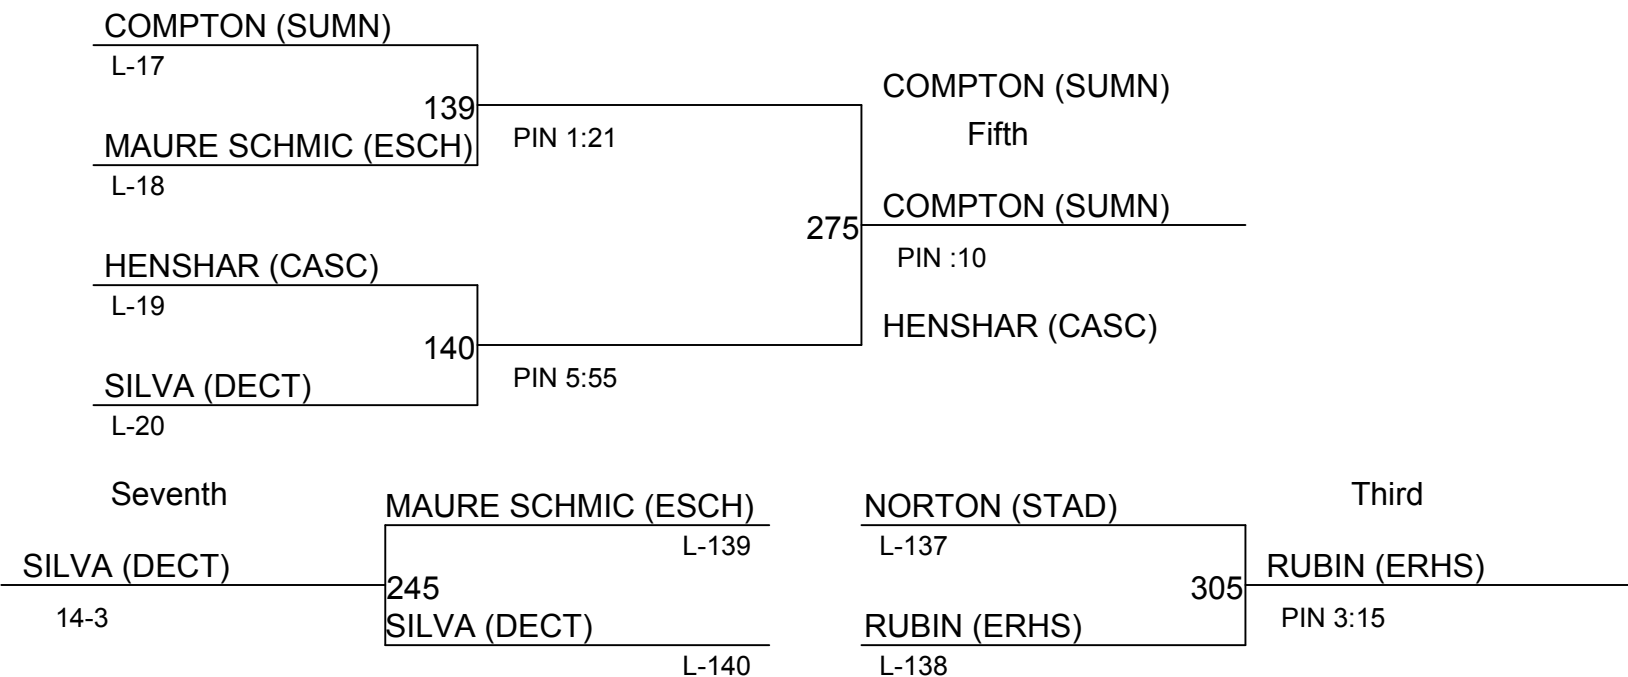 COMPTON (SUMN)
L-17
139
MAURE SCHMIC (ESCH)
L-18
PIN 1:21
HENSHAR (CASC)
L-19
140
SILVA (DECT)
L-20
PIN 5:55
COMPTON (SUMN)
Fifth
275
COMPTON (SUMN)
PIN :10
HENSHAR (CASC)
Seventh
SILVA (DECT)
14-3
MAURE SCHMIC (ESCH)
L-139
245
SILVA (DECT)
L-140
NORTON (STAD)
L-137
305
RUBIN (ERHS)
L-138
Third
RUBIN (ERHS)
PIN 3:15